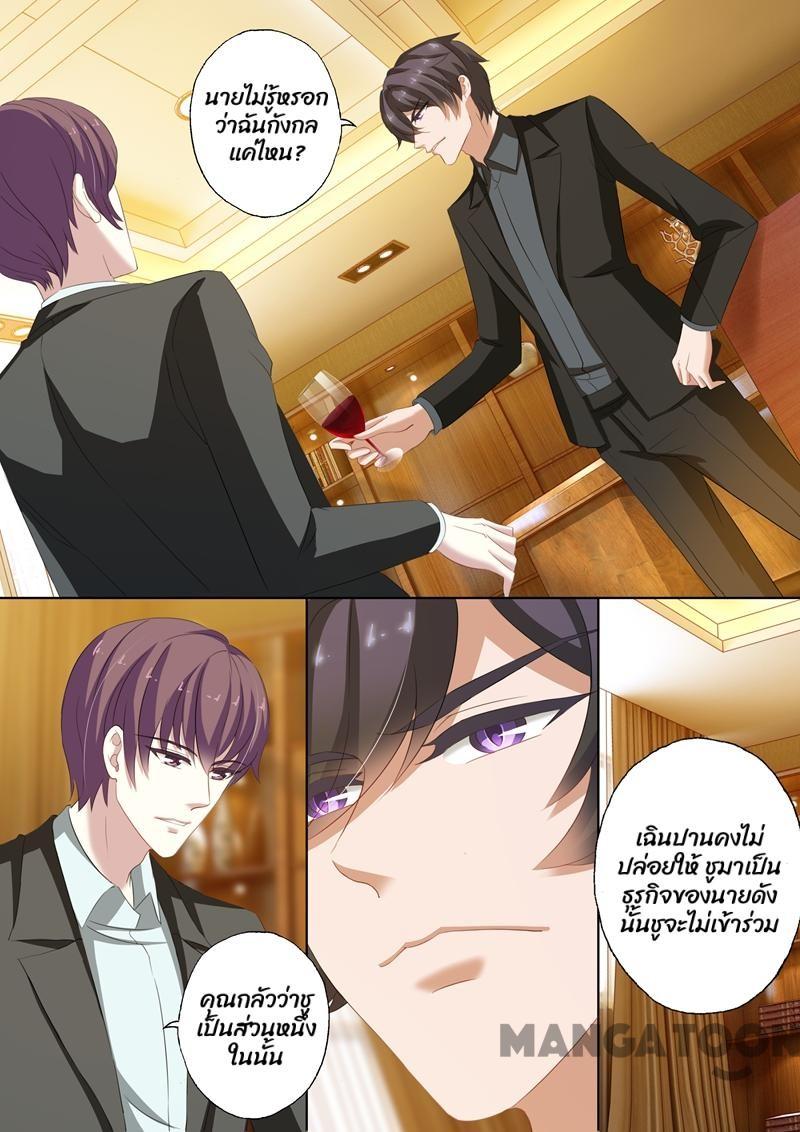 นายไม่รู้หรอก
ว่าฉันกังกล
แค่ไหน?
คุณกลัวว่าชู
เป็นส่วนหนึ่ง
ในนั้น
เฉินปานคงไม่
ปล่อยให้ ชูมาเป็น
ธุรกิจของนายดัง
นั้นชูจะไม่เข้าร่วม
MANGATOON